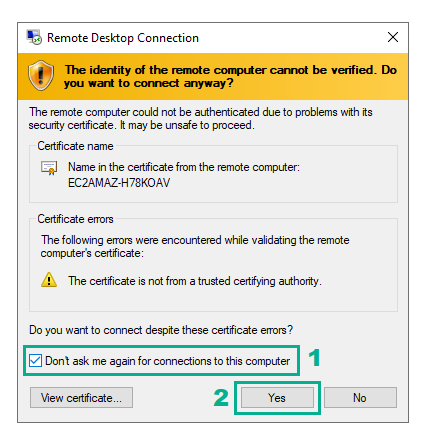 Remote Desktop Connection
The identity of the remote computer cannot be verified. Do
you want to connect anyway?
The remote computer could not be authenticated due to problems with its
security certificate. It may be unsafe to proceed.
Certificate name
Name in the certificate from the remote computer:
EC2AMAZ-H78KOAV
Certificate errors
The following errors were encountered while validating the remote
computer's certificate:
The certificate is not from a trusted certifying authority.
Do you want to connect despite these certificate errors?
Don't ask me again for connections to this computer 1
View certificate... 2 Yes No